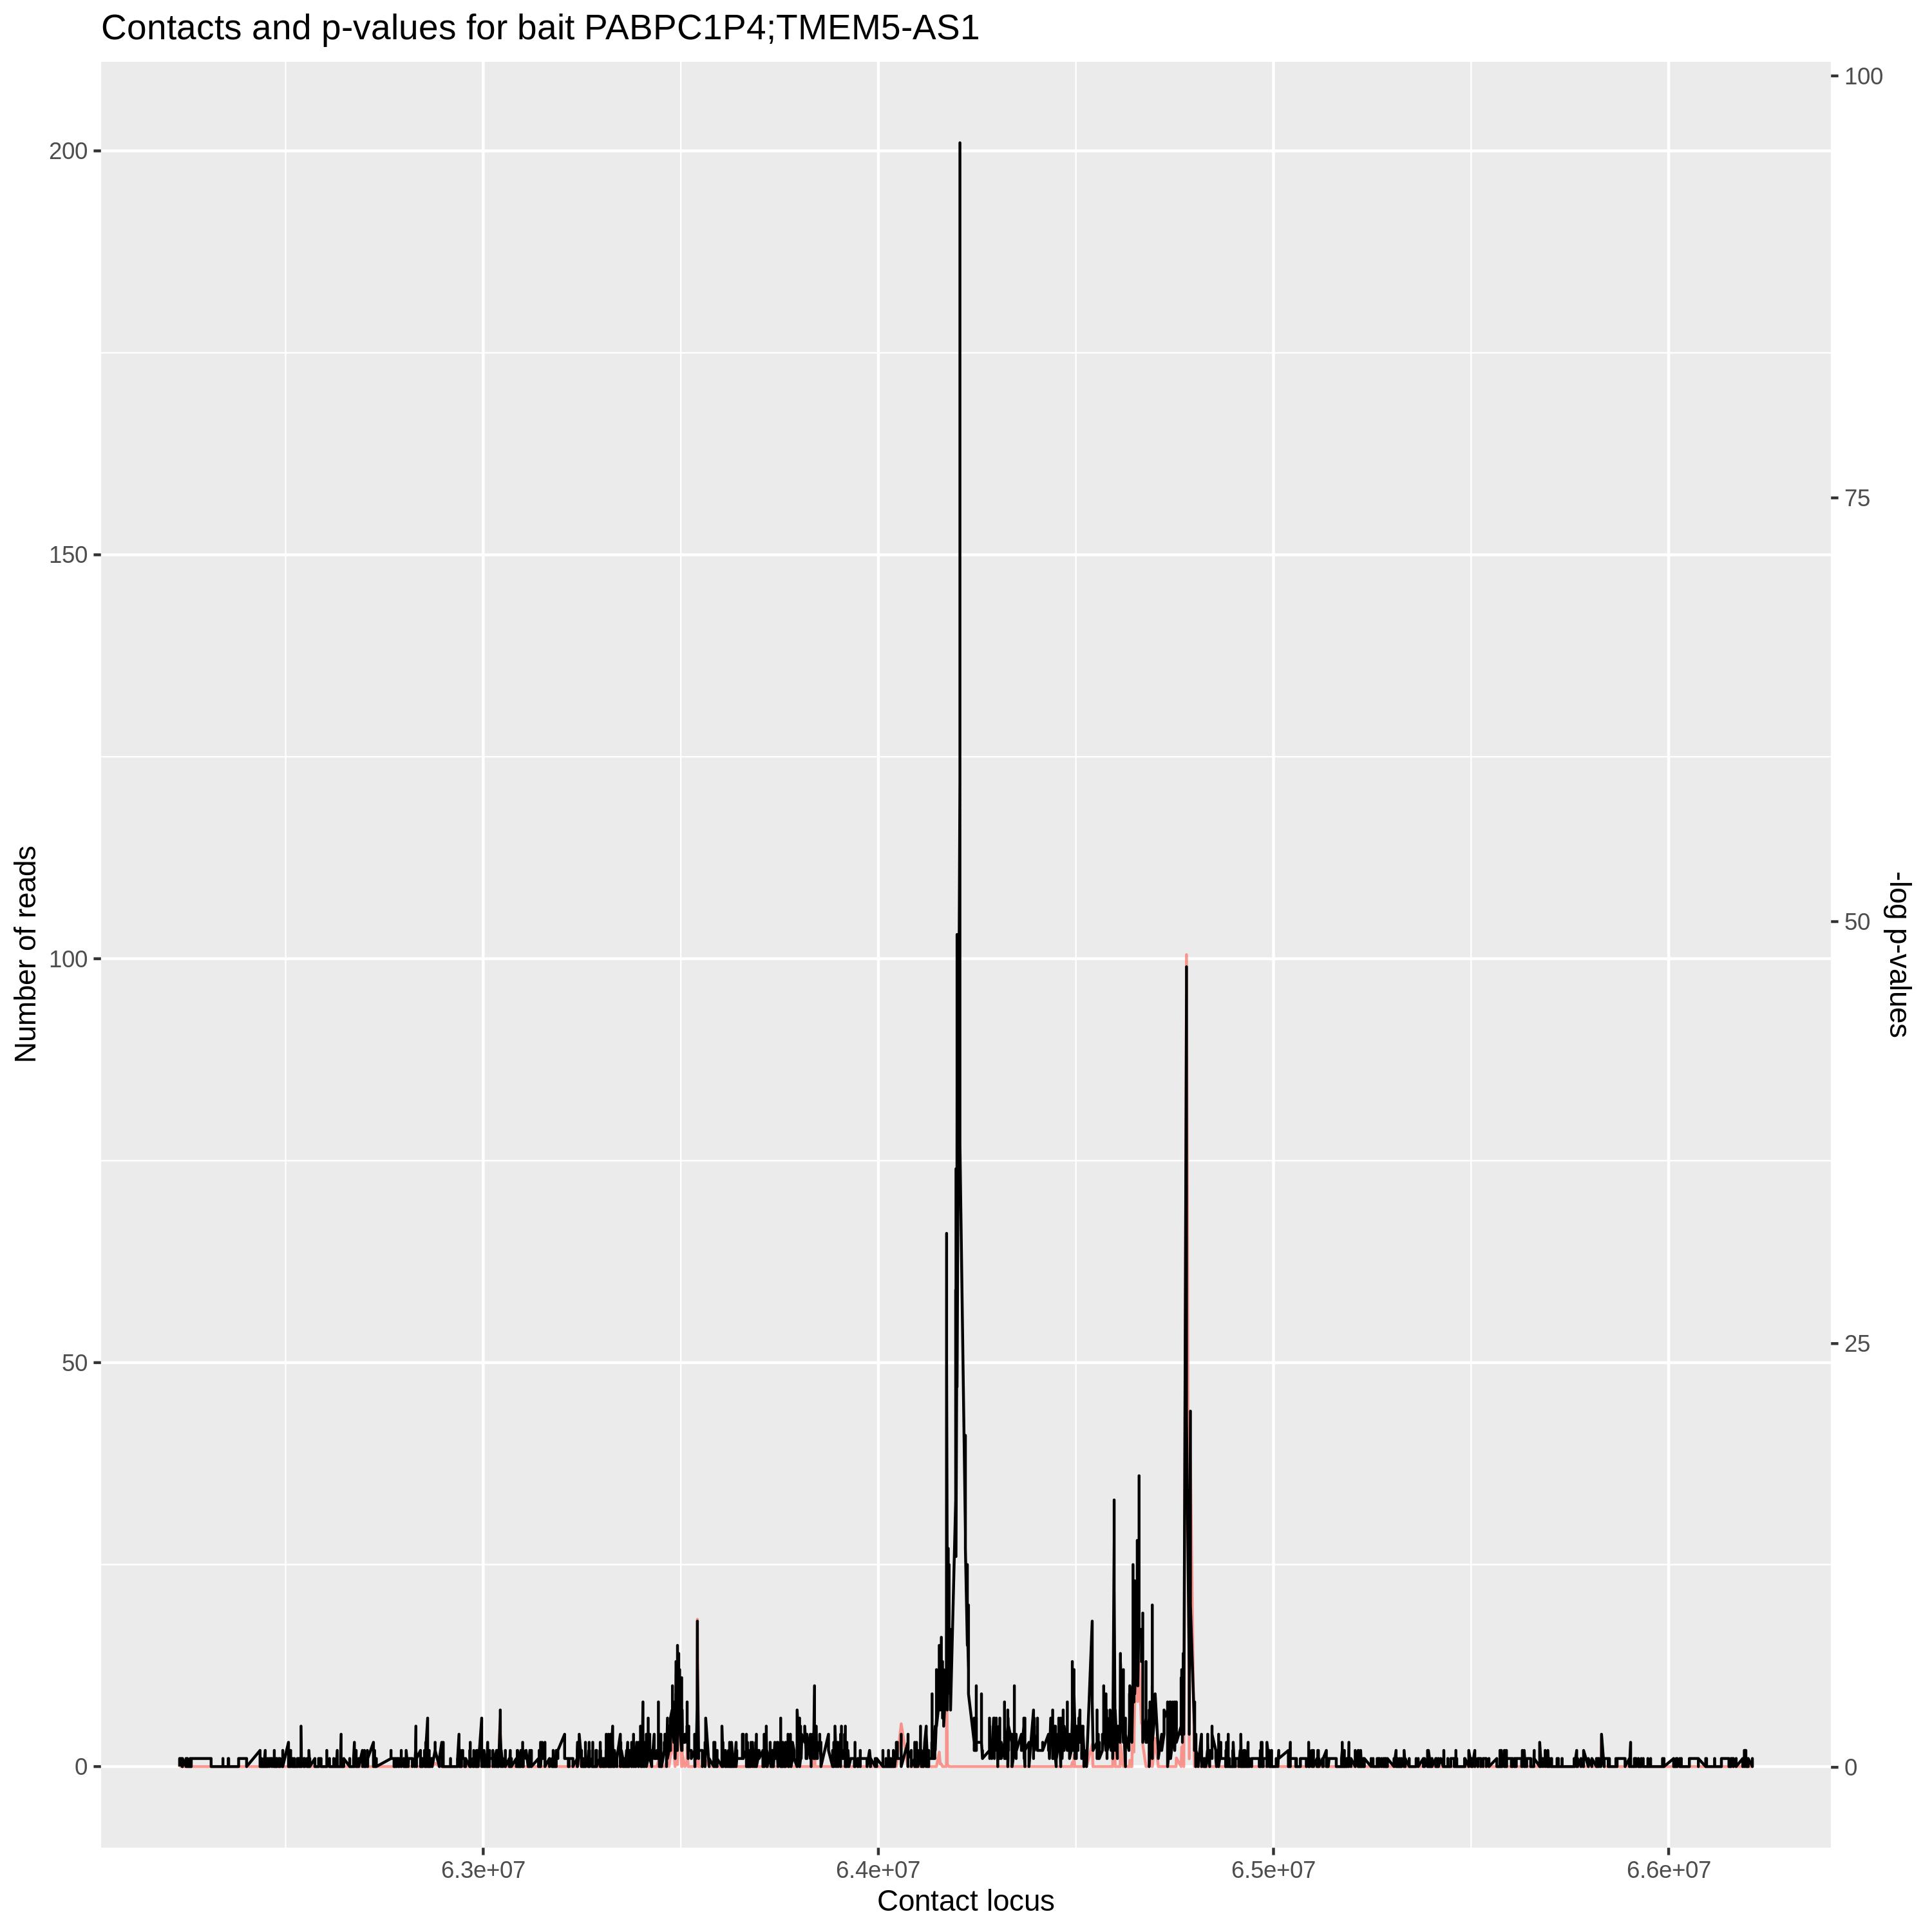 Contacts and p-values for bait PABPC1P4;TMEM5-AS1
Number of reads
200
150
100
50
0
100
75
50
25
0
-log p-values
6.3e+07 6.4e+07 6.5e+07 6.6e+07
Contact locus